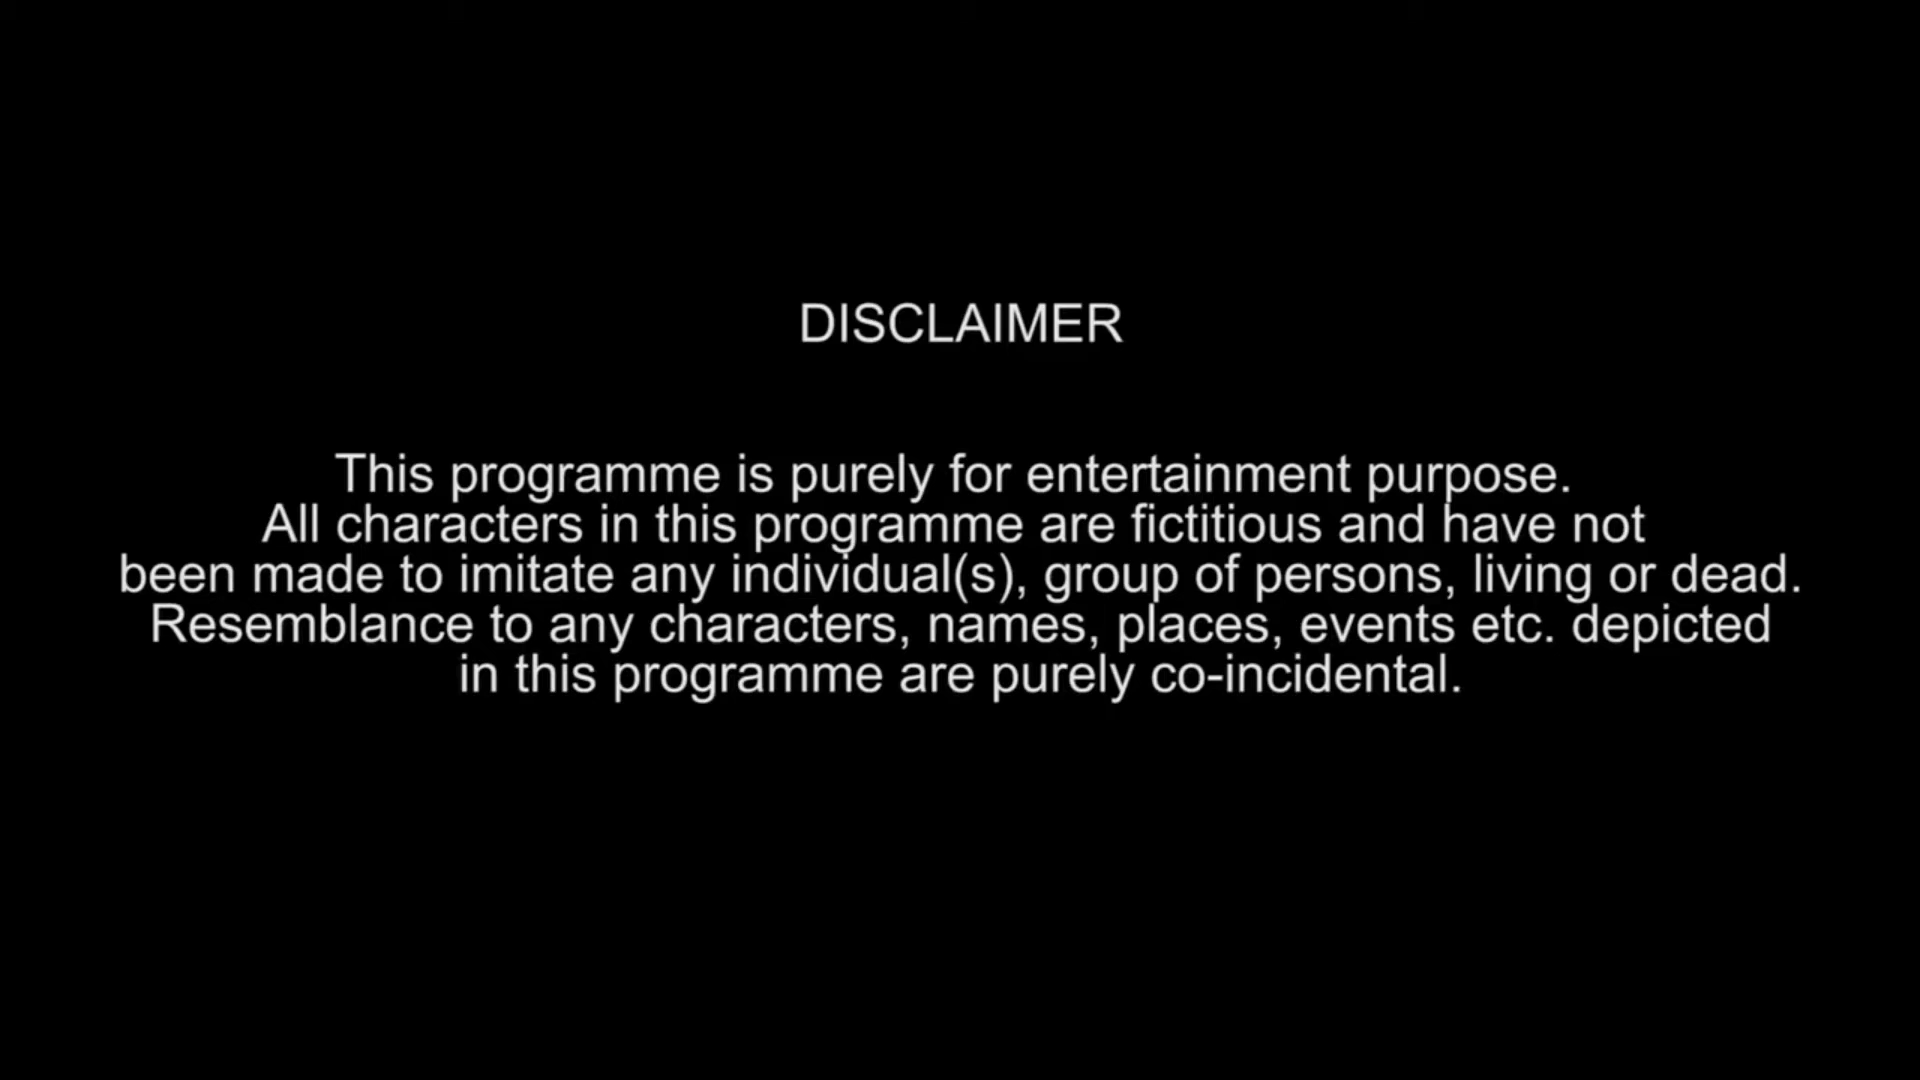 DISCLAIMER
This programme is purely for entertainment purpose.
All characters in this programme are fictitious and have not
been made to imitate any individual(s), group of persons, living or dead.
Resemblance to any characters, names, places, events etc. depicted
in this programme are purely co-incidental.